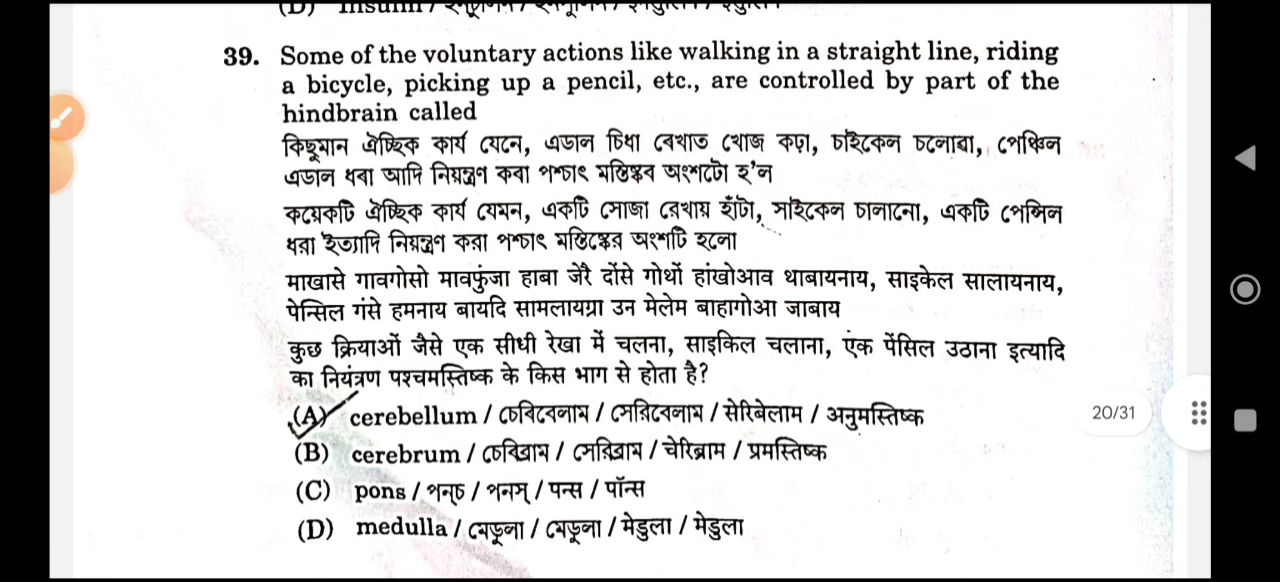 (D) Insulin /
39. Some of the voluntary actions like walking in a straight line, riding
a bicycle, picking up a pencil, etc., are controlled by part of the
hindbrain called
কিছুমান ঐচ্ছিক কাৰ্য যেনে, এডাল চিধা ৰেখাত খোজ কঢ়া, চাইকেল চলোৱা, পেঞ্চিল
এডাল ধৰা আদি নিয়ন্ত্ৰণ কৰা পশ্চাৎ মস্তিষ্কৰ অংশটো হ’ল
কয়েকটি ঐচ্ছিক কার্য যেমন, একটি সোজা রেখায় হাঁটা, সাইকেল চালানো, একটি পেন্সিল
ধরা ইত্যাদি নিয়ন্ত্রণ করা পশ্চাৎ মস্তিষ্কের অংশটি হলো
माखासे गावगोसो मावफुंजा हाबा जेरै दोंसे गोथों हांखोआव थाबायनाय, साइकेल सालायनाय,
पेन्सिल गंसे हमनाय बायदि सामलायग्रा उन मेलेम बाहागोआ जाबाय
कुछ क्रियाओं जैसे एक सीधी रेखा में चलना, साइकिल चलाना, एक पेंसिल उठाना इत्यादि
का नियंत्रण पश्चमस्तिष्क के किस भाग से होता है?
(A) cerebellum / চেৰিবেলাম / সেরিবেলাম / सेरिबेलाम / अनुमस्तिष्क
(B) cerebrum / চেৰিব্ৰাম / সেরিব্রাম / चेरिब्राम / प्रमस्तिष्क
(C) pons / পনচ্ / পনস্ / पन्स / पॉन्स
(D) medulla / মেডুলা / মেডুলা / मेडुला / मेडुला
20/31